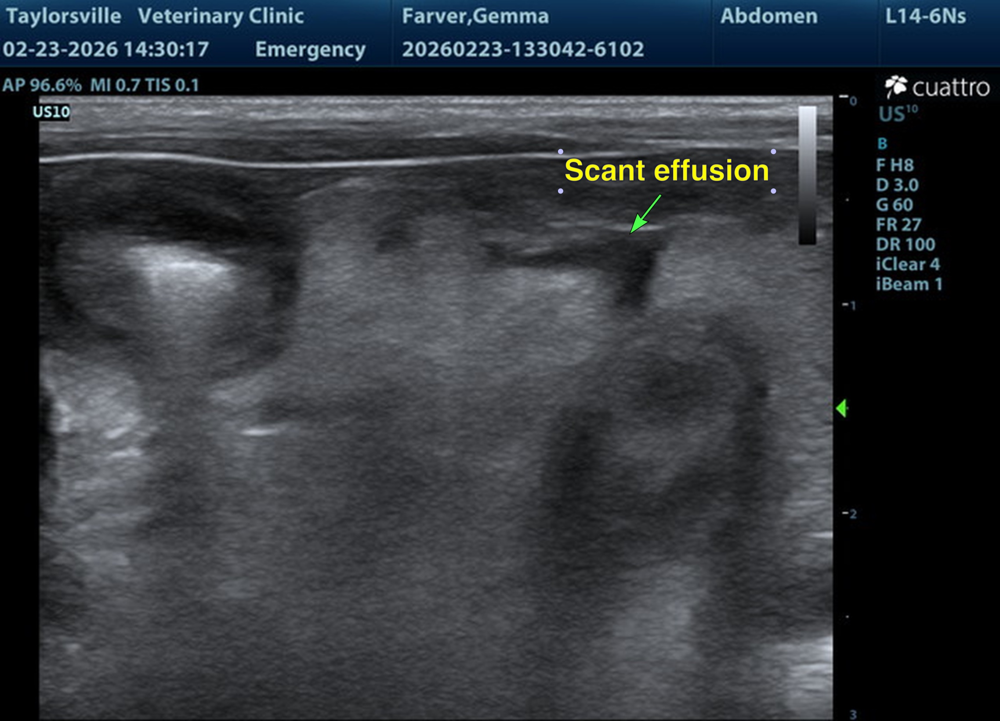 Taylorsville Veterinary Clinic
Farver,Gemma
Abdomen
L14-6Ns
02-23-2026 14:30:17
Emergency
20260223-133042-6102
AP 96.6% MI 0.7 TIS 0.1
cuattro
US10
US10
0
B
F H8
D 3.0
G 60
FR 27
DR 100
iClear 4
iBeam 1
Scant effusion
1
2
3